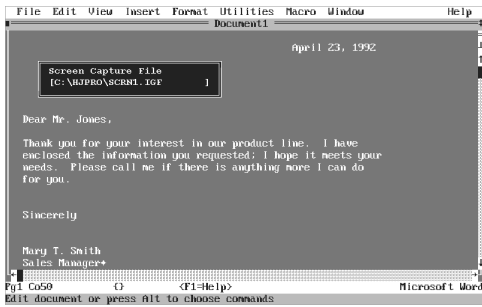 File Edit View Insert Format Utilities Macro Window Help
Document1
April 23, 1992
Screen Capture File
[C:\HJPRO\SCRN1.IGF ]
Dear Mr. Jones,
Thank you for your interest in our product line. I have
enclosed the information you requested; I hope it meets your
needs. Please call me if there is anything more I can do
for you.
Sincerely
Mary T. Smith
Sales Manager♦
Pg1 Co50 {} <F1=Help> Microsoft Word
Edit document or press Alt to choose commands